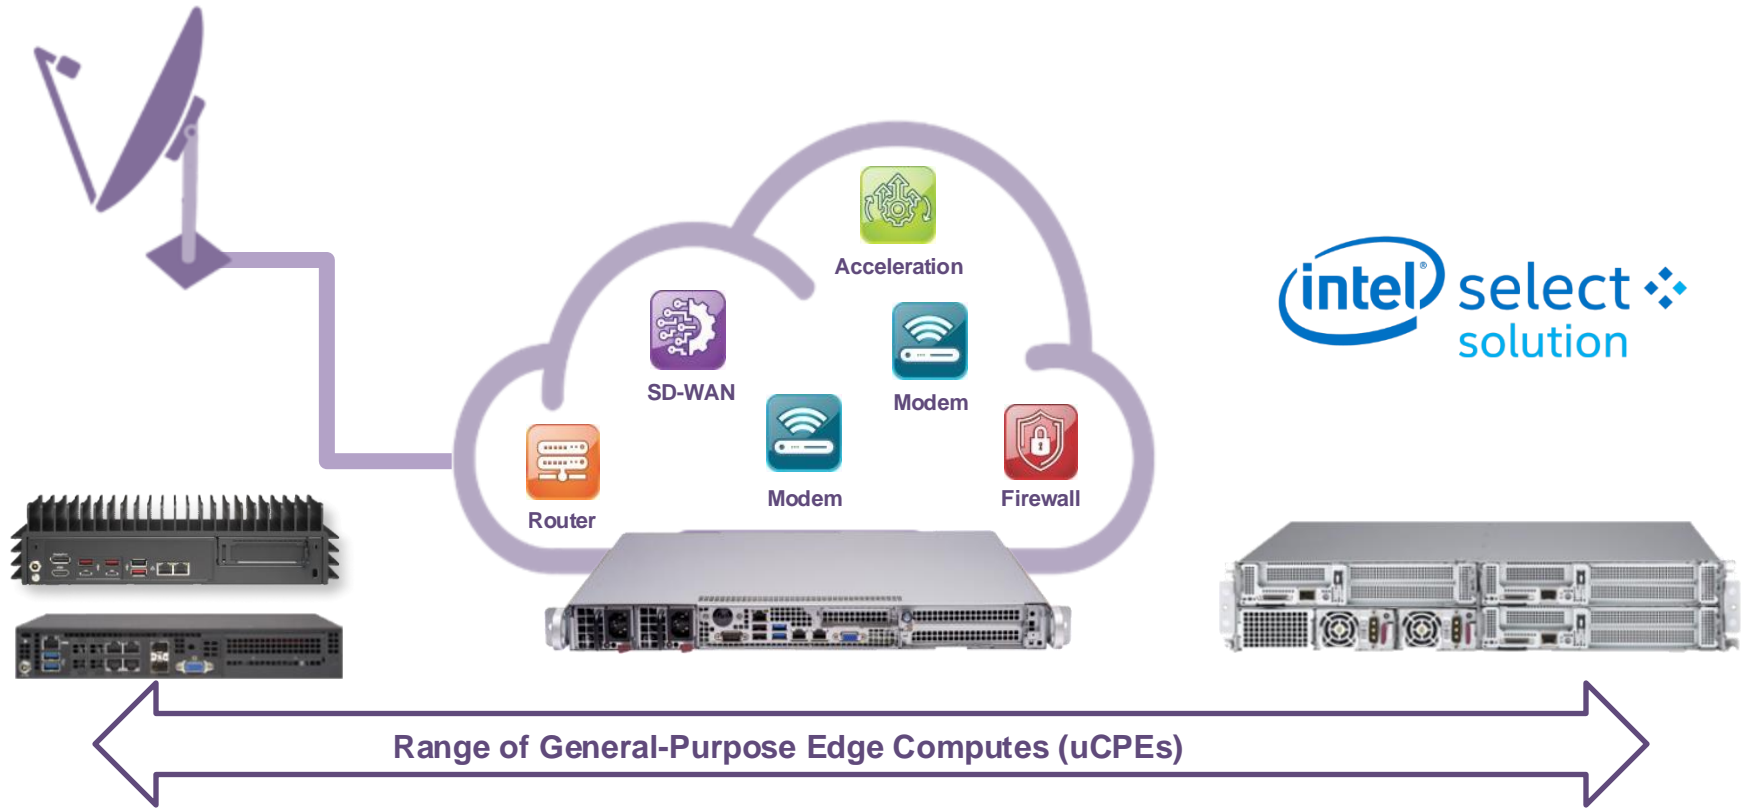 Acceleration
intel® select
solution
SD-WAN
Modem
Modem
Firewall
Router
Range of General-Purpose Edge Computes (uCPEs)